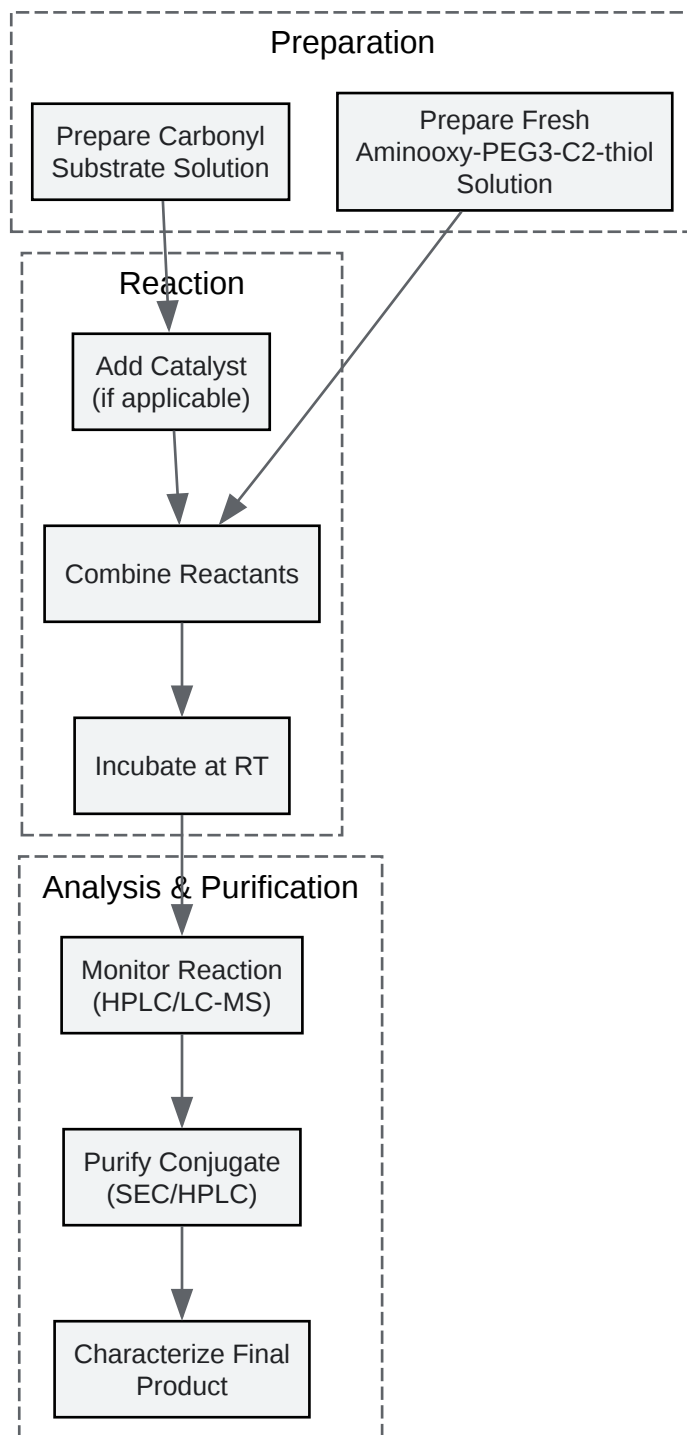 Preparation
Prepare Carbonyl
Substrate Solution
Prepare Fresh
Aminooxy-PEG3-C2-thiol
Solution
Reaction
Add Catalyst
(if applicable)
Combine Reactants
Incubate at RT
Analysis & Purification
Monitor Reaction
(HPLC/LC-MS)
Purify Conjugate
(SEC/HPLC)
Characterize Final
Product